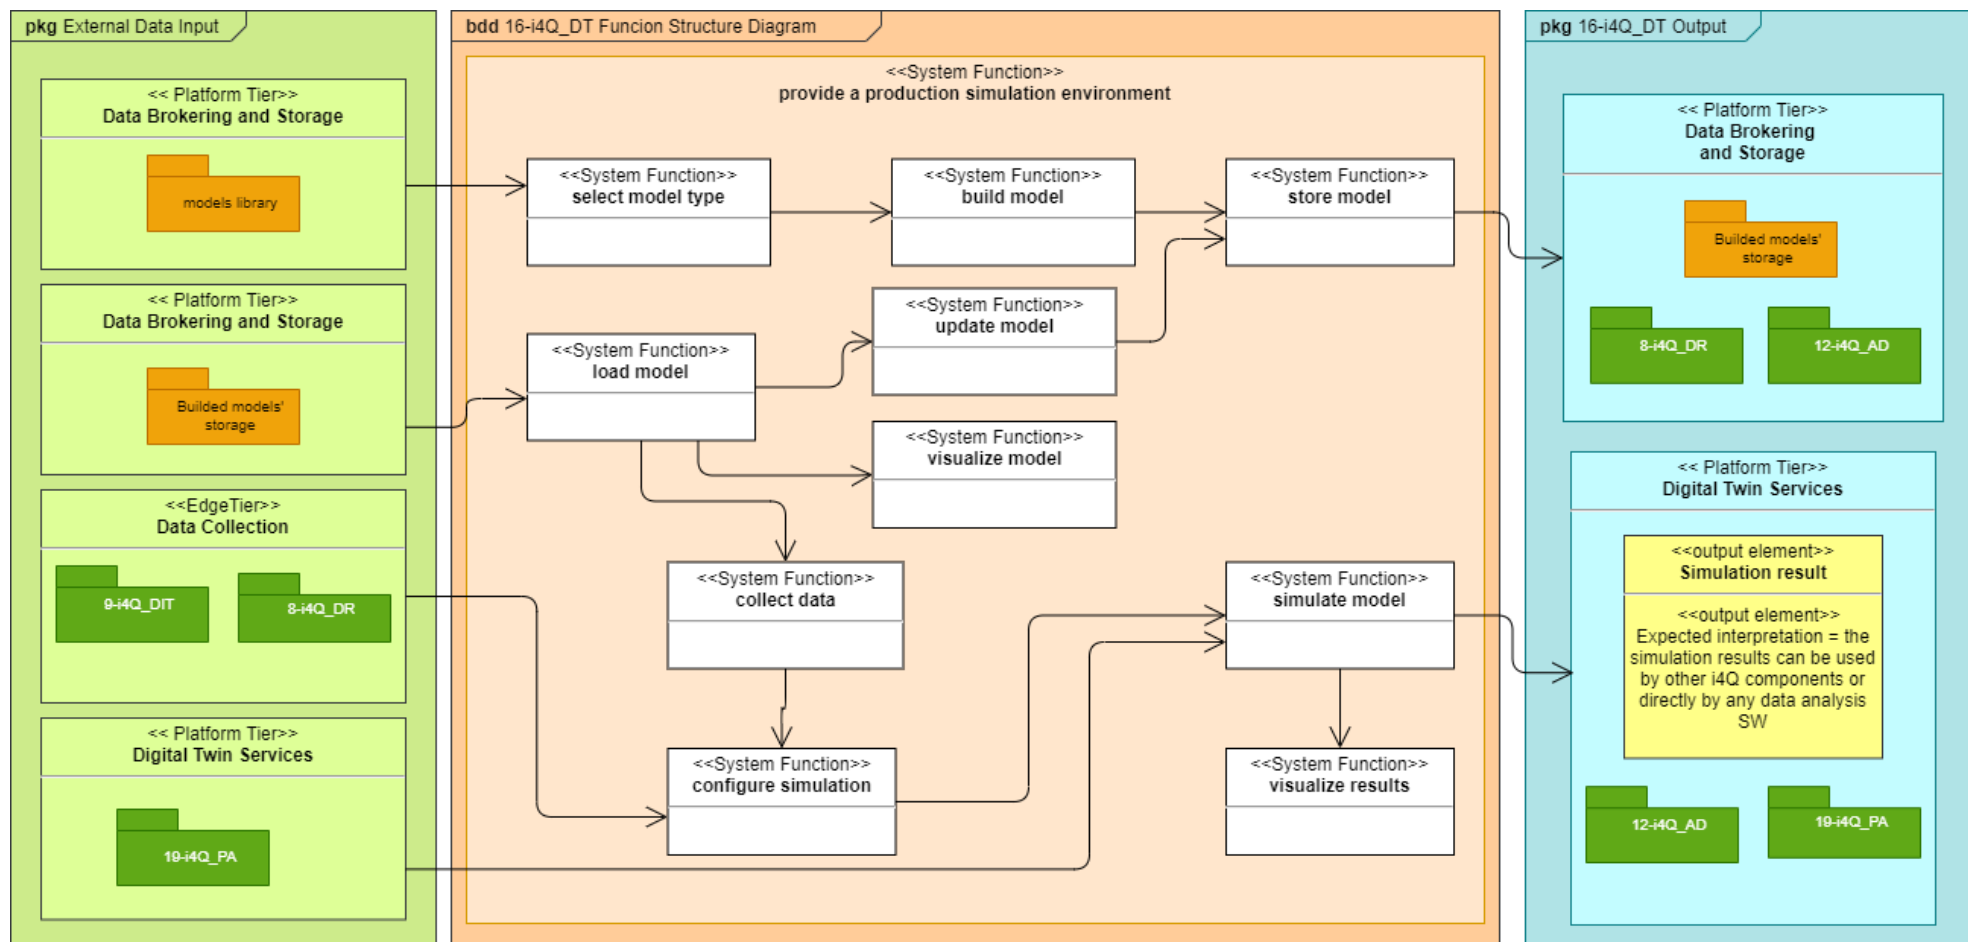 pkg External Data Input
<< Platform Tier>>
Data Brokering and Storage
models library
<< Platform Tier>>
Data Brokering and Storage
Builded models'
storage
<<EdgeTier>>
Data Collection
9-i4Q_DIT
8-i4Q_DR
<< Platform Tier>>
Digital Twin Services
19-i4Q_PA
bdd 16-i4Q_DT Funcion Structure Diagram
<<System Function>>
provide a production simulation environment
<<System Function>>
select model type
<<System Function>>
build model
<<System Function>>
store model
<<System Function>>
update model
<<System Function>>
load model
<<System Function>>
visualize model
<<System Function>>
collect data
<<System Function>>
simulate model
<<System Function>>
configure simulation
<<System Function>>
visualize results
pkg 16-i4Q_DT Output
<< Platform Tier>>
Data Brokering
and Storage
Builded models'
storage
8-i4Q_DR
12-i4Q_AD
<< Platform Tier>>
Digital Twin Services
<<output element>>
Simulation result
<<output element>>
Expected interpretation = the
simulation results can be used
by other i4Q components or
directly by any data analysis
SW
12-i4Q_AD
19-i4Q_PA